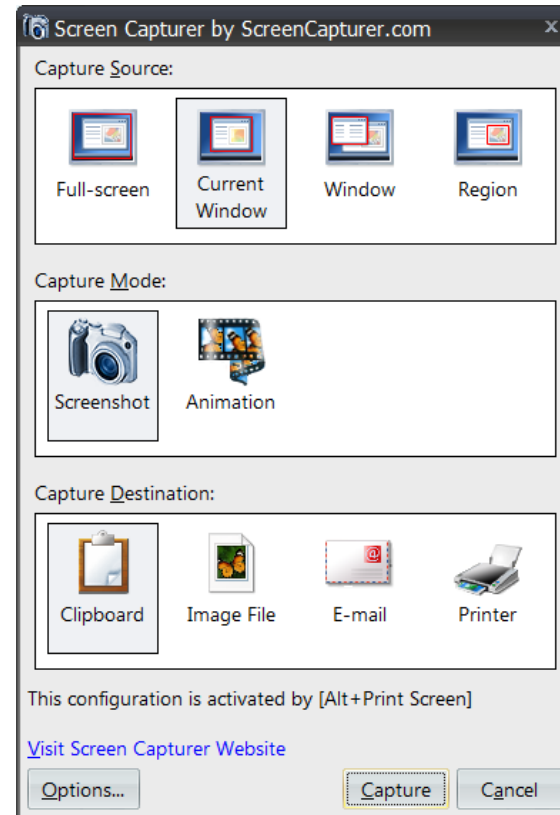 Screen Capturer by ScreenCapturer.com
x
Capture Source:
Full-screen
Current
Window
Window
Region
Capture Mode:
Screenshot
Animation
Capture Destination:
Clipboard
Image File
E-mail
Printer
This configuration is activated by [Alt+Print Screen]
Visit Screen Capturer Website
Options...
Capture
Cancel